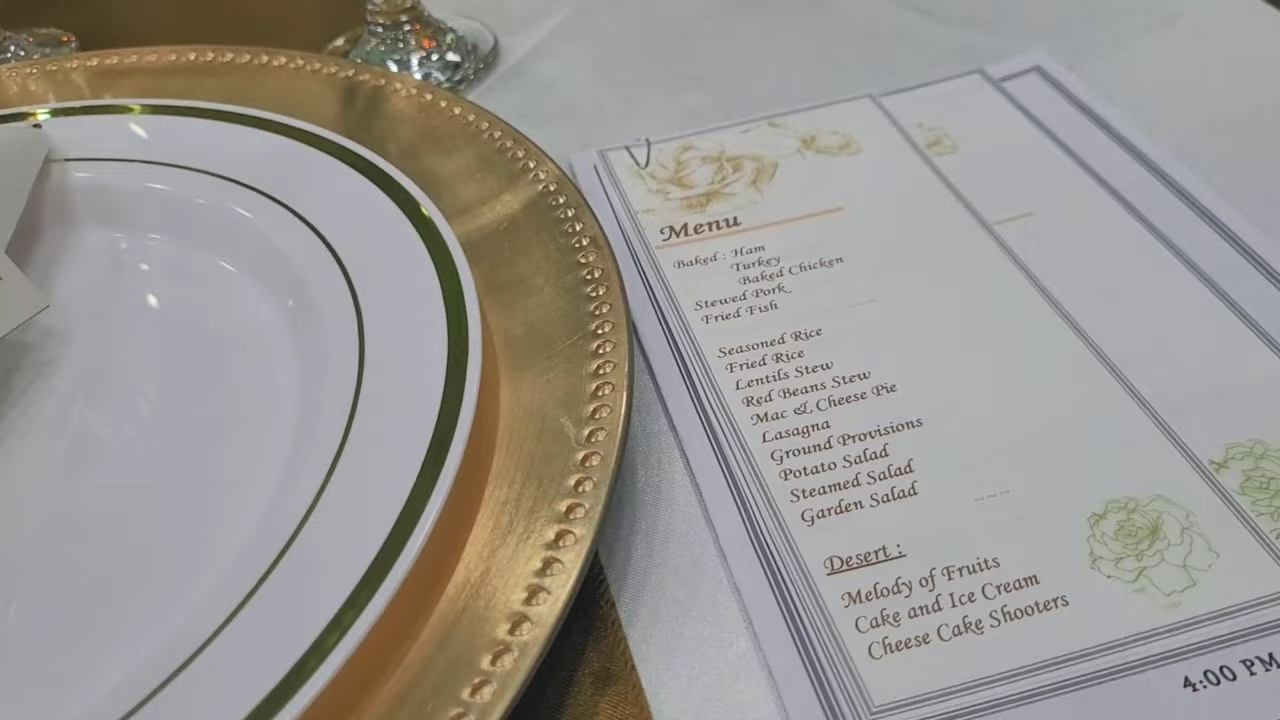 Menu
Baked : Ham
Turkey
Baked Chicken
Stewed Pork
Fried Fish
Seasoned Rice
Fried Rice
Lentils Stew
Red Beans Stew
Mac & Cheese Pie
Lasagna
Ground Provisions
Potato Salad
Steamed Salad
Garden Salad
Desert :
Melody of Fruits
Cake and Ice Cream
Cheese Cake Shooters
4:00 PM